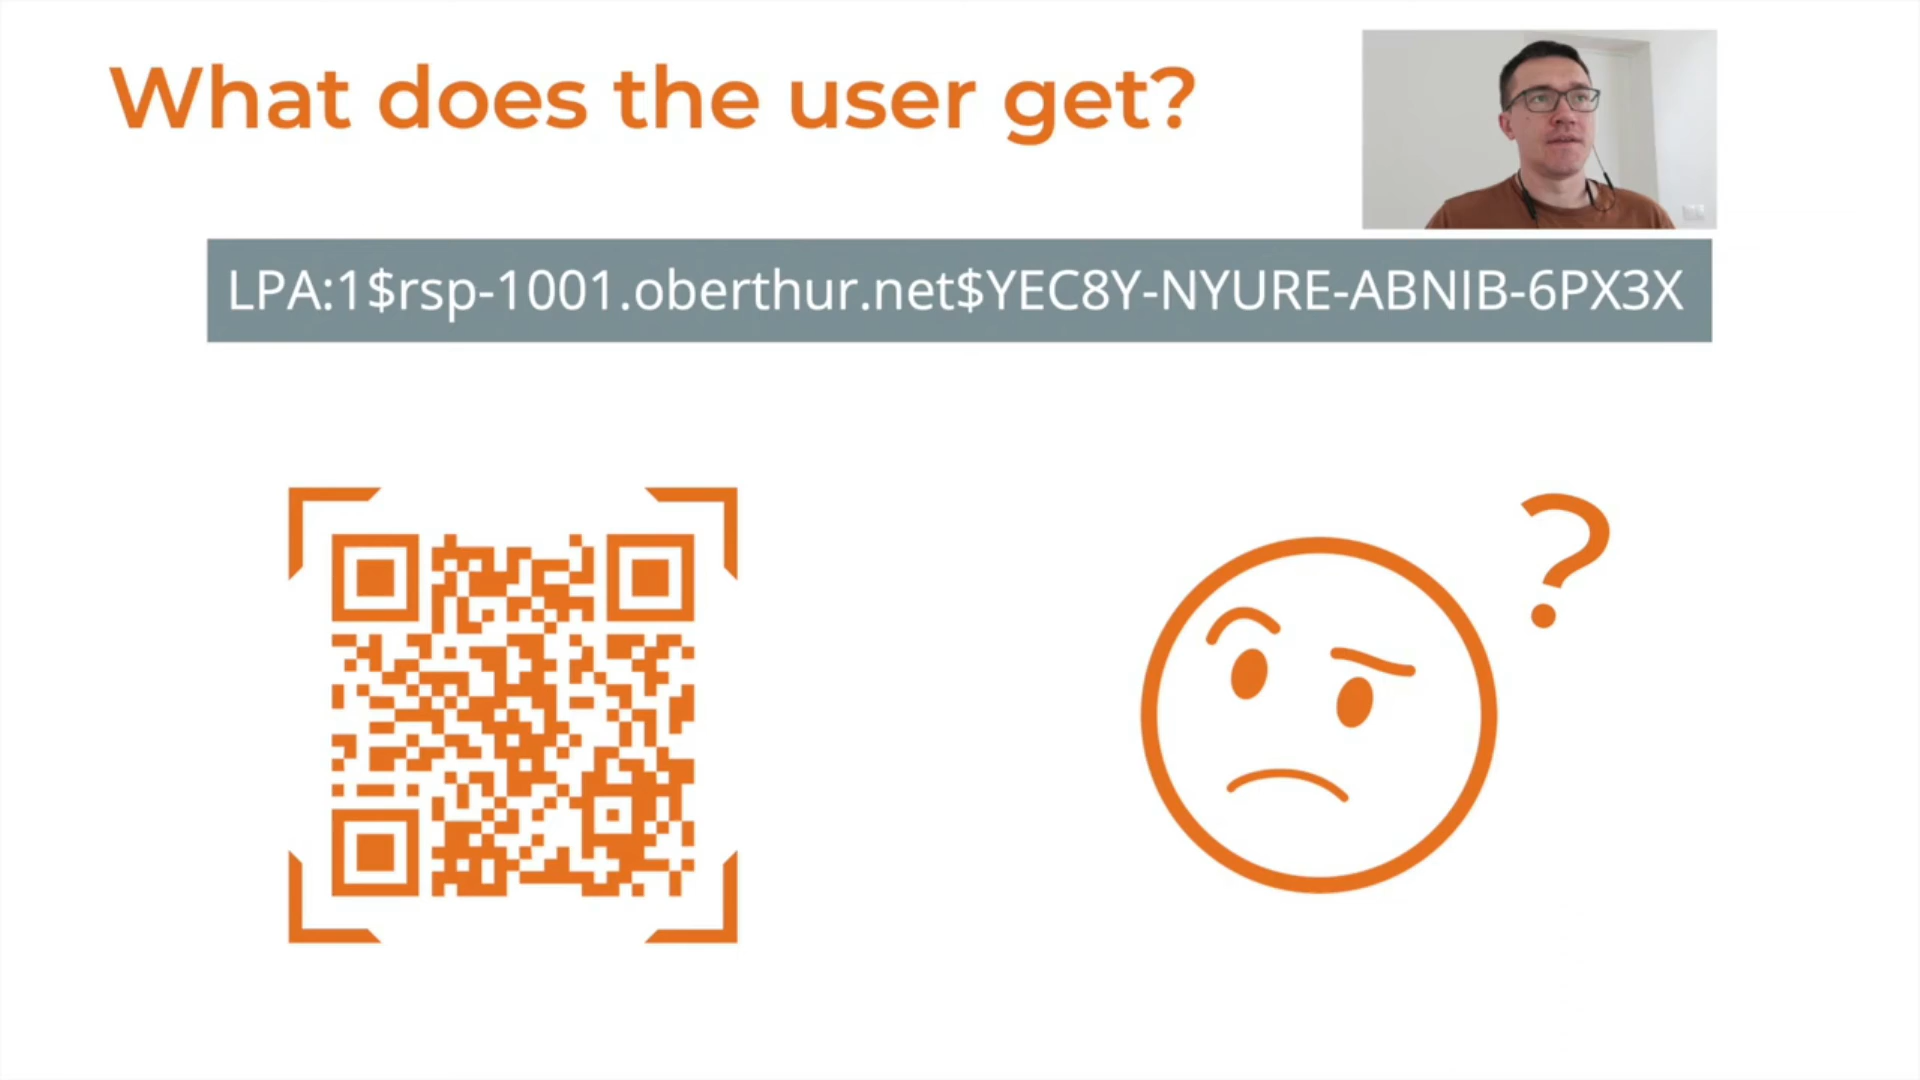 What does the user get?
LPA:1$rsp-1001.oberthur.net$YEC8Y-NYURE-ABNIB-6PX3X
?